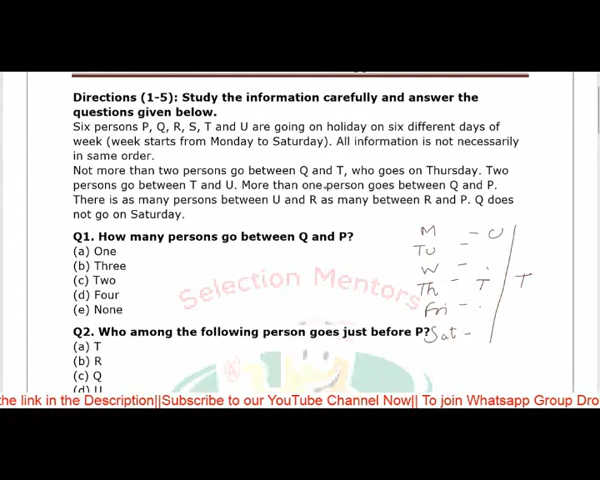 Directions (1-5): Study the information carefully and answer the
questions given below.
Six persons P, Q, R, S, T and U are going on holiday on six different days of
week (week starts from Monday to Saturday). All information is not necessarily
in same order.
Not more than two persons go between Q and T, who goes on Thursday. Two
persons go between T and U. More than one person goes between Q and P.
There is as many persons between U and R as many between R and P. Q does
not go on Saturday.
Q1. How many persons go between Q and P?
(a) One
(b) Three
(c) Two
(d) Four
(e) None
M - U
TU -
W - .
Th - T
Fri - .
Sat -
T
Selection Mentors
Q2. Who among the following person goes just before P?
(a) T
(b) R
(c) Q
(d) U
the link in the Description||Subscribe to our YouTube Channel Now|| To join Whatsapp Group Dro